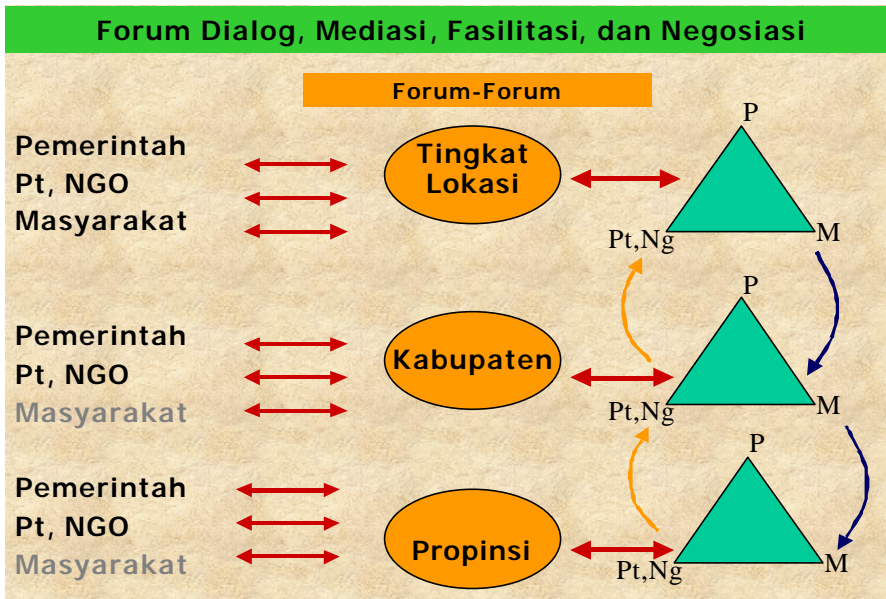 Forum Dialog, Mediasi, Fasilitasi, dan Negosiasi
Forum-Forum
Pemerintah
Pt, NGO
Masyarakat
Tingkat
Lokasi
P
Pt,Ng
M
Pemerintah
Pt, NGO
Masyarakat
Kabupaten
P
Pt,Ng
M
Pemerintah
Pt, NGO
Masyarakat
Propinsi
P
Pt,Ng
M